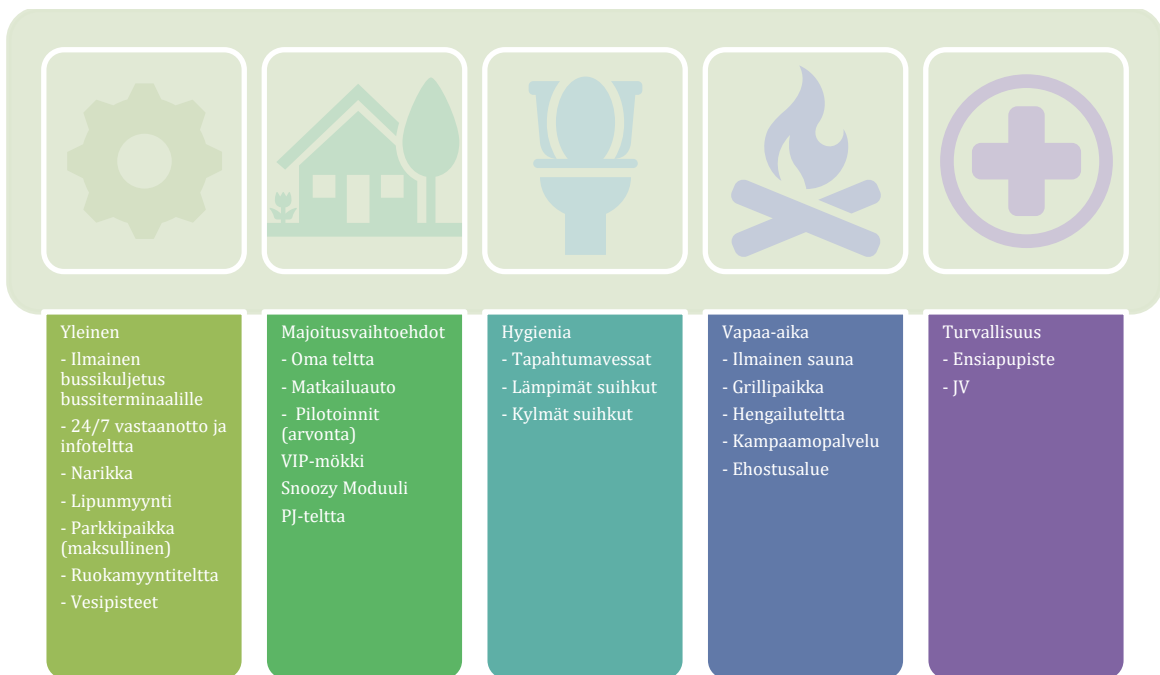 Yleinen
- Ilmainen
bussikuljetus
bussiterminaalille
- 24/7 vastaanotto ja
infoteltta
- Narikka
- Lipunmyynti
- Parkkipaikka
(maksullinen)
- Ruokamyyntiteltta
- Vesipisteet
Majoitusvaihtoehdot
- Oma teltta
- Matkailuauto
- Pilotoinnit
(arvonta)
VIP-mökki
Snoozy Moduuli
PJ-teltta
Hygienia
- Tapahtumavessat
- Lämpimät suihkut
- Kylmät suihkut
Vapaa-aika
- Ilmainen sauna
- Grillipaikka
- Hengailuteltta
- Kampaamopalvelu
- Ehostusalue
Turvallisuus
- Ensiapupiste
- JV